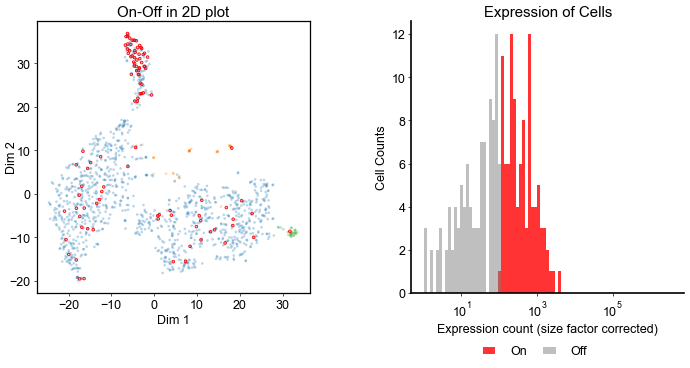 On-Off in 2D plot
Expression of Cells
30
20
10
0
−10
−20
Dim 2
−20 −10 0 10 20 30
Dim 1
12
10
8
6
4
2
0
Cell Counts
10¹ 10³ 10⁵
Expression count (size factor corrected)
On Off